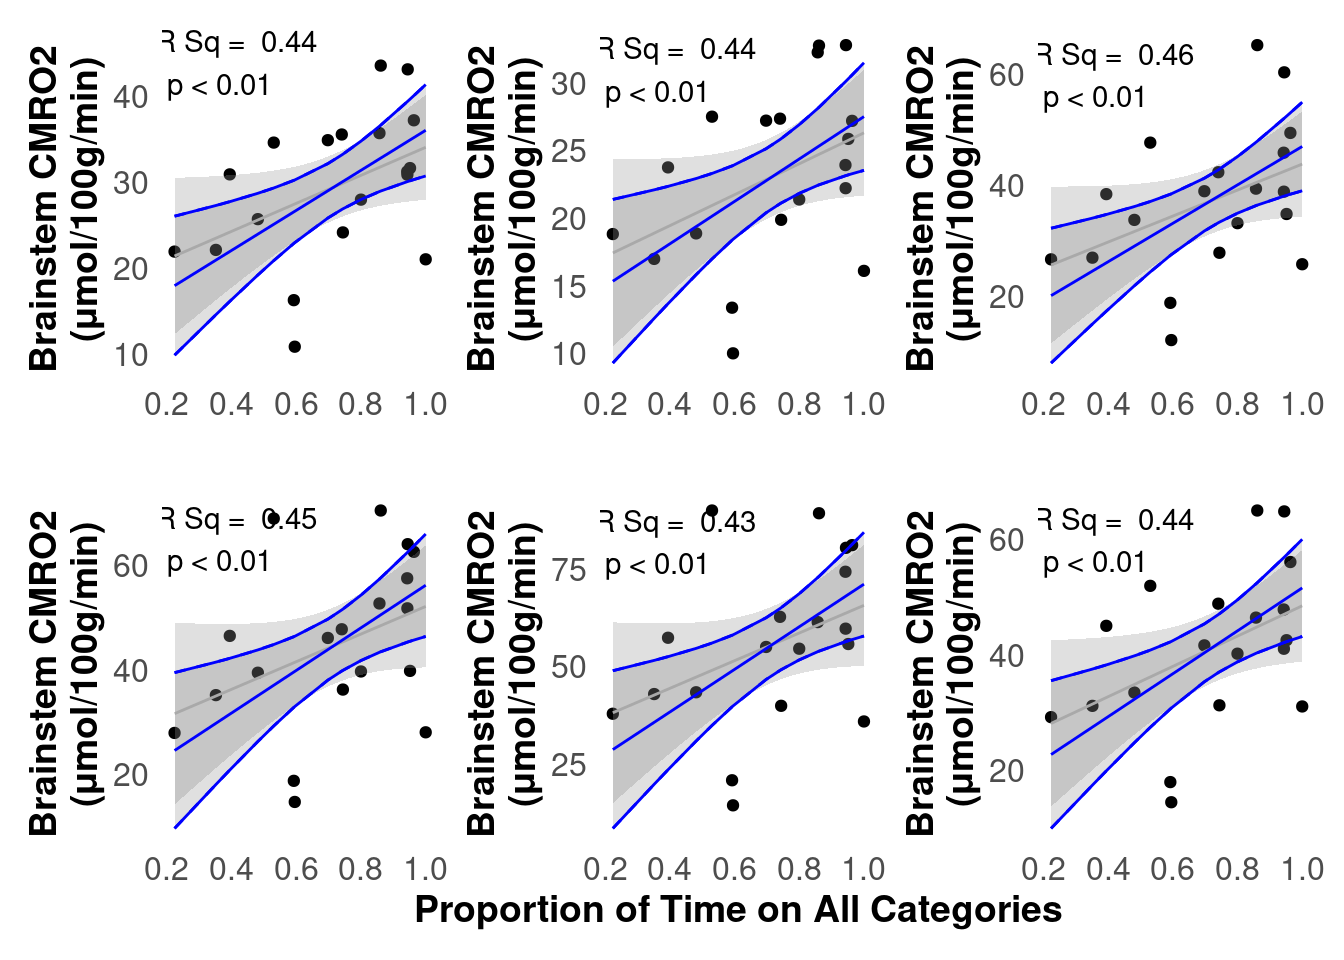 R Sq =  0.44
p < 0.01
Brainstem CMRO2
(μmol/100g/min)
40
30
20
10
0.2 0.4 0.6 0.8 1.0
R Sq =  0.44
p < 0.01
Brainstem CMRO2
(μmol/100g/min)
30
25
20
15
10
0.2 0.4 0.6 0.8 1.0
R Sq =  0.46
p < 0.01
Brainstem CMRO2
(μmol/100g/min)
60
40
20
0.2 0.4 0.6 0.8 1.0
R Sq =  0.45
p < 0.01
Brainstem CMRO2
(μmol/100g/min)
60
40
20
0.2 0.4 0.6 0.8 1.0
R Sq =  0.43
p < 0.01
Brainstem CMRO2
(μmol/100g/min)
75
50
25
0.2 0.4 0.6 0.8 1.0
R Sq =  0.44
p < 0.01
Brainstem CMRO2
(μmol/100g/min)
60
40
20
0.2 0.4 0.6 0.8 1.0
Proportion of Time on All Categories